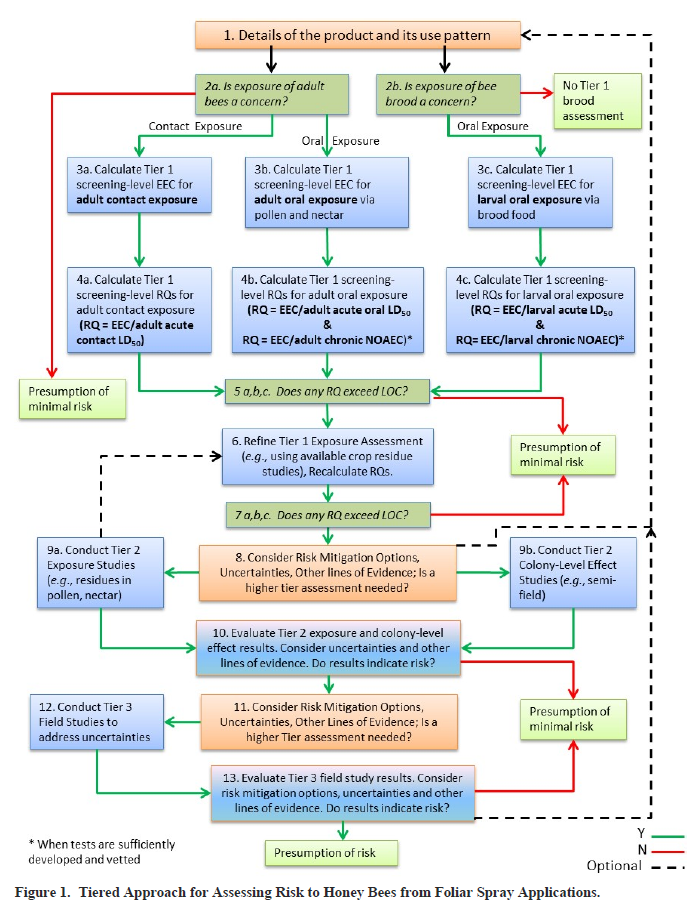 1. Details of the product and its use pattern
2a. Is exposure of adult
bees a concern?
2b. Is exposure of bee
brood a concern?
No Tier 1
brood
assessment
Contact Exposure
Oral Exposure
Oral Exposure
3a. Calculate Tier 1
screening-level EEC for
adult contact exposure
3b. Calculate Tier 1
screening-level EEC for
adult oral exposure via
pollen and nectar
3c. Calculate Tier 1
screening-level EEC for
larval oral exposure via
brood food
4a. Calculate Tier 1
screening-level RQs for
adult contact exposure
(RQ = EEC/adult acute
contact LD50)
4b. Calculate Tier 1 screening-
level RQs for adult oral exposure
(RQ = EEC/adult acute oral LD50
&
RQ = EEC/adult chronic NOAEC)*
4c. Calculate Tier 1 screening-
level RQs for larval oral exposure
(RQ = EEC/larval acute LD50
&
RQ= EEC/larval chronic NOAEC)*
Presumption of
minimal risk
5 a,b,c. Does any RQ exceed LOC?
6. Refine Tier 1 Exposure Assessment
(e.g., using available crop residue
studies), Recalculate RQs.
Presumption of
minimal risk
7 a,b,c. Does any RQ exceed LOC?
9a. Conduct Tier 2
Exposure Studies
(e.g., residues in
pollen, nectar)
8. Consider Risk Mitigation Options,
Uncertainties, Other lines of Evidence; Is a
higher tier assessment needed?
9b. Conduct Tier 2
Colony-Level Effect
Studies (e.g., semi-
field)
10. Evaluate Tier 2 exposure and colony-level
effect results. Consider uncertainties and other
lines of evidence. Do results indicate risk?
12. Conduct Tier 3
Field Studies to
address uncertainties
11. Consider Risk Mitigation Options,
Uncertainties, Other Lines of Evidence; Is a
higher Tier assessment needed?
Presumption of
minimal risk
13. Evaluate Tier 3 field study results. Consider
risk mitigation options, uncertainties and other
lines of evidence. Do results indicate risk?
* When tests are sufficiently
developed and vetted
Presumption of risk
Y
N
Optional
Figure 1. Tiered Approach for Assessing Risk to Honey Bees from Foliar Spray Applications.